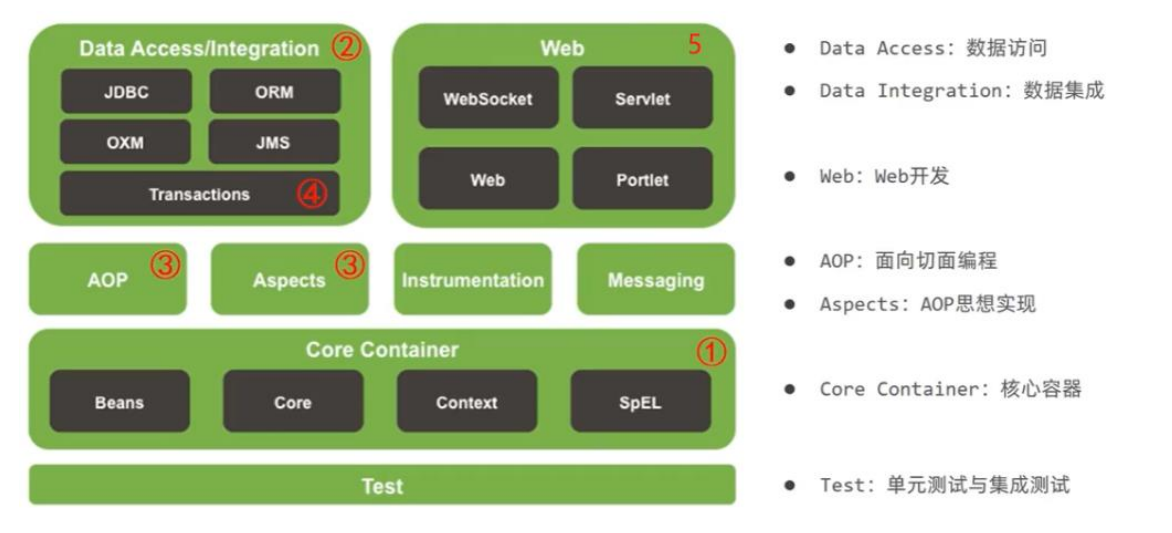 Data Access/Integration ②
JDBC
ORM
OXM
JMS
Transactions ④
Web 5
WebSocket
Servlet
Web
Portlet
AOP ③
Aspects ③
Instrumentation
Messaging
Core Container ①
Beans
Core
Context
SpEL
Test
● Data Access: 数据访问
● Data Integration: 数据集成
● Web: Web开发
● AOP: 面向切面编程
● Aspects: AOP思想实现
● Core Container: 核心容器
● Test: 单元测试与集成测试